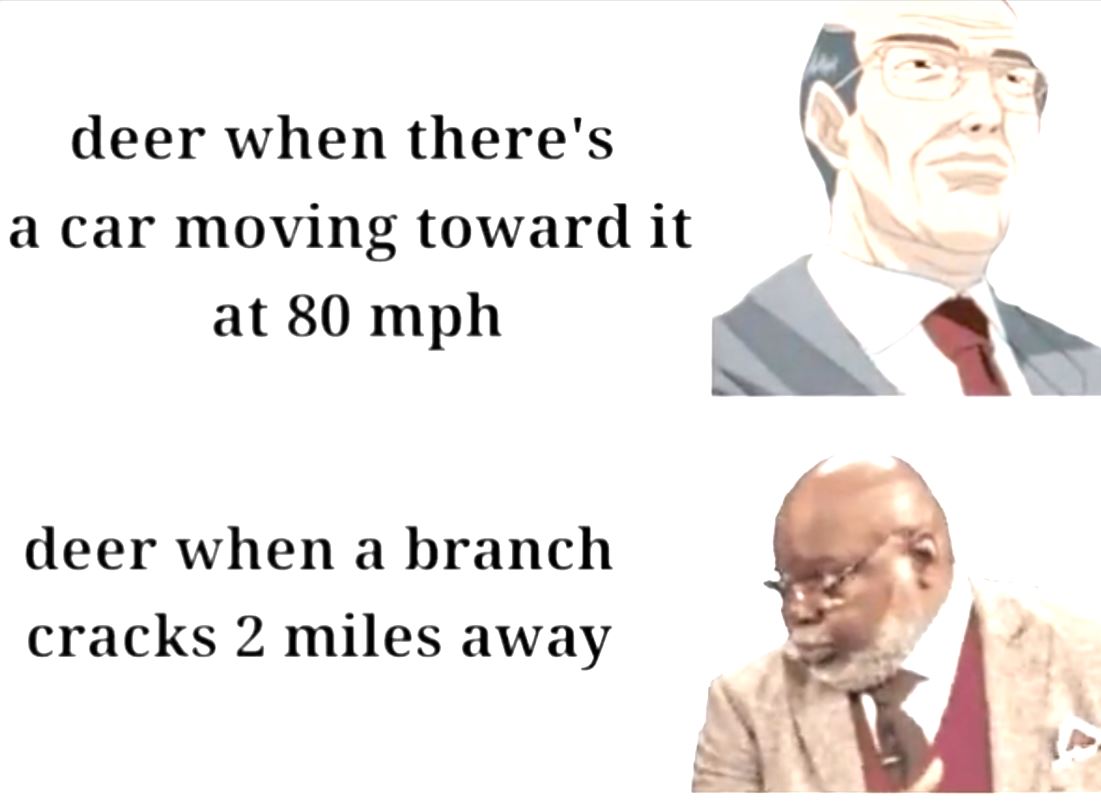 deer when there's
a car moving toward it
at 80 mph
deer when a branch
cracks 2 miles away